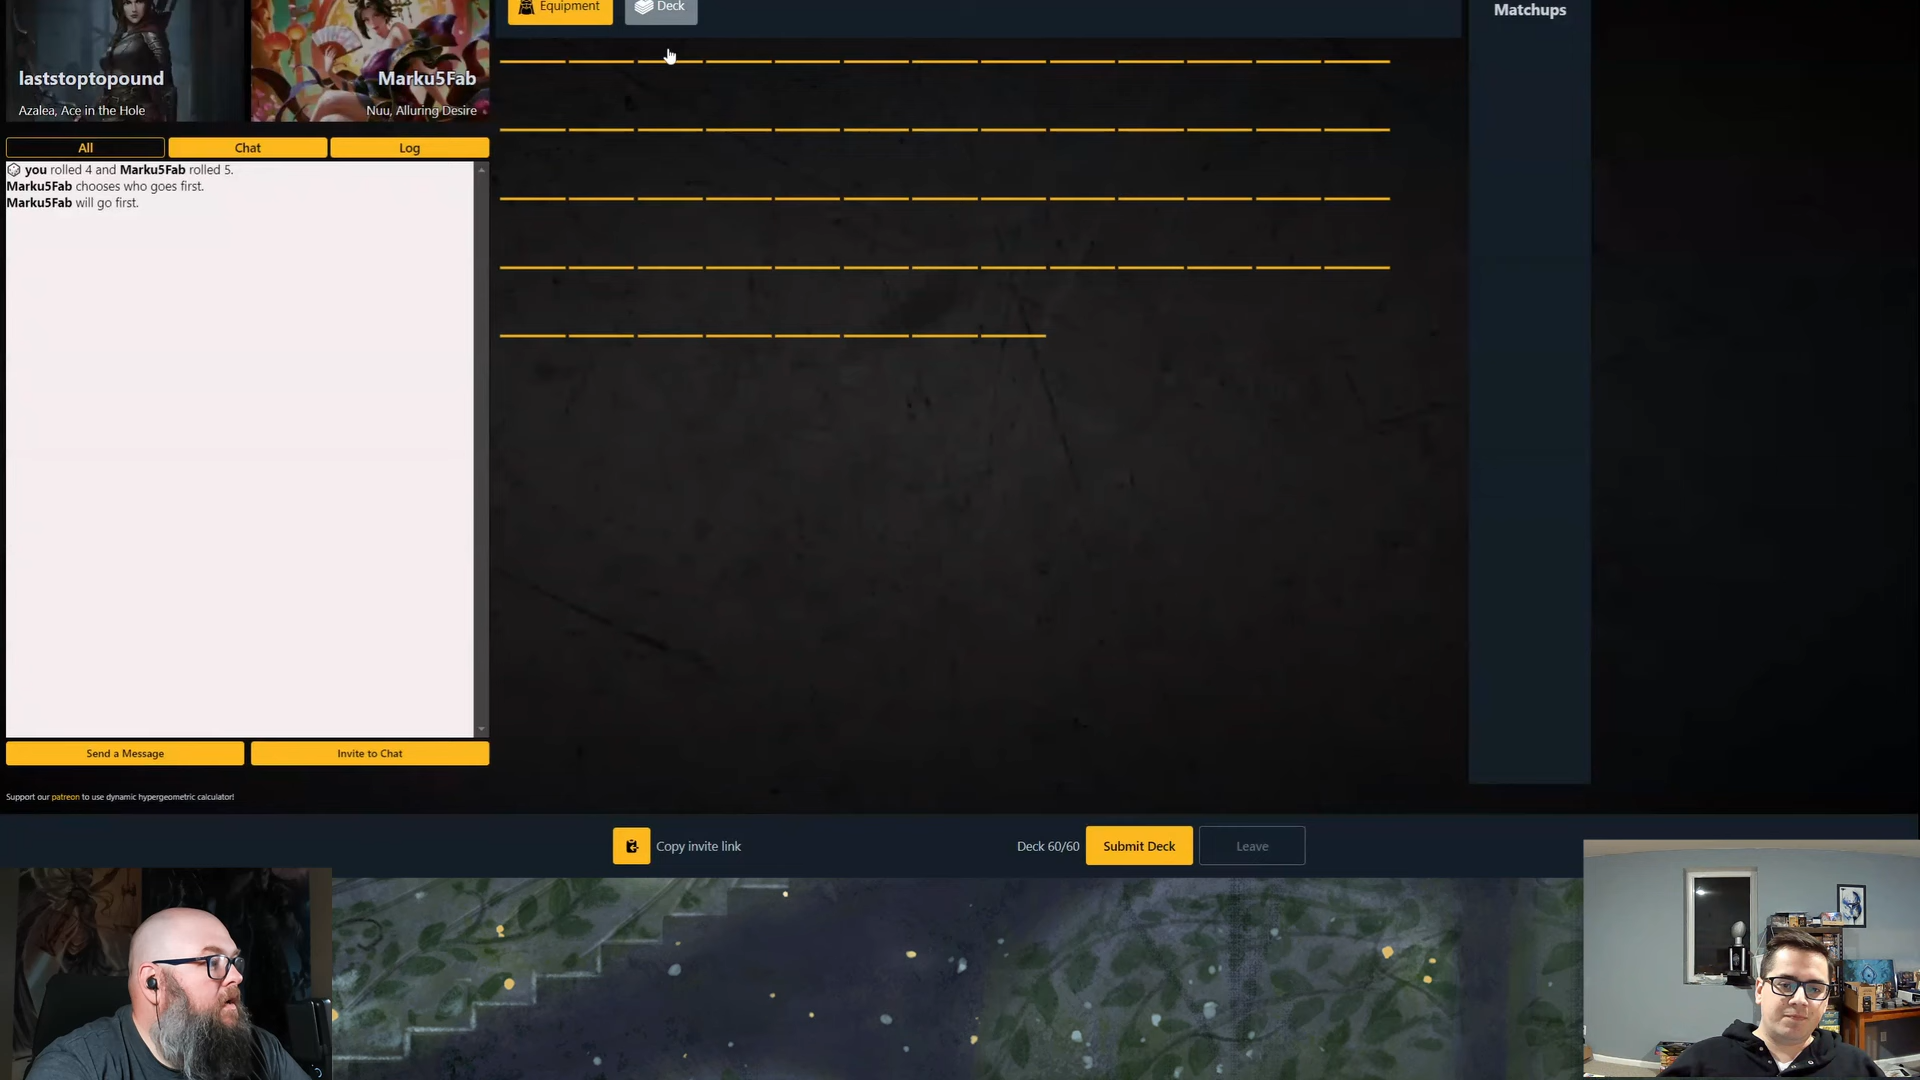 Equipment
Deck
Matchups
laststoptopound
Marku5Fab
Azalea, Ace in the Hole
Nuu, Alluring Desire
All
Chat
Log
you rolled 4 and Marku5Fab rolled 5.
Marku5Fab chooses who goes first.
Marku5Fab will go first.
Send a Message
Invite to Chat
Support our patreon to use dynamic hypergeometric calculator!
Copy invite link
Deck 60/60
Submit Deck
Leave